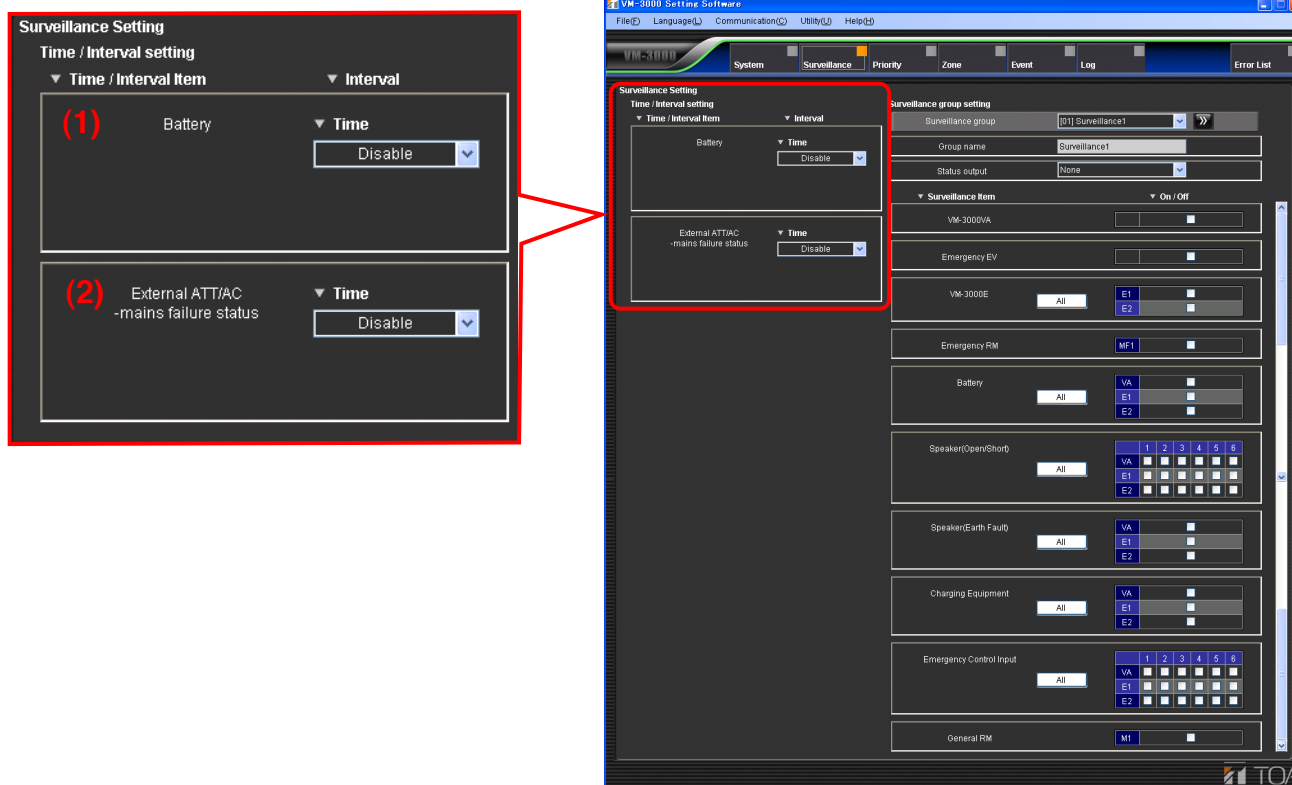 Surveillance Setting
Time / Interval setting
▼ Time / Interval Item ▼ Interval
(1) Battery ▼ Time
Disable
(2) External ATT/AC ▼ Time
-mains failure status Disable
VM-3000 Setting Software
File(F) Language(L) Communication(C) Utility(U) Help(H)
VM-3000 System Surveillance Priority Zone Event Log Error List
Surveillance Setting
Time / Interval setting
▼ Time / Interval Item ▼ Interval
Battery ▼ Time
Disable
External ATT/AC ▼ Time
-mains failure status Disable
Surveillance group setting
Surveillance group [01] Surveillance1
Group name Surveillance1
Status output None
▼ Surveillance Item ▼ On / Off
VM-3000VA
Emergency EV
VM-3000E All E1
E2
Emergency RM MF1
Battery VA
All E1
E2
Speaker(Open/Short) 1 2 3 4 5 6
VA
All E1
E2
Speaker(Earth Fault) VA
All E1
E2
Charging Equipment VA
All E1
E2
Emergency Control Input 1 2 3 4 5 6
VA
All E1
E2
General RM M1